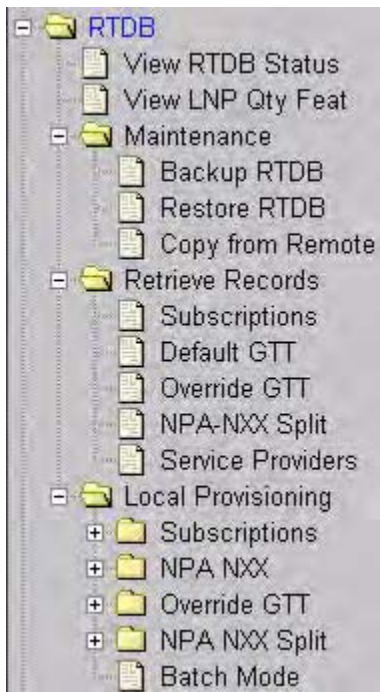 RTDB
View RTDB Status
View LNP Qty Feat
Maintenance
Backup RTDB
Restore RTDB
Copy from Remote
Retrieve Records
Subscriptions
Default GTT
Override GTT
NPA-NXX Split
Service Providers
Local Provisioning
Subscriptions
NPA NXX
Override GTT
NPA NXX Split
Batch Mode